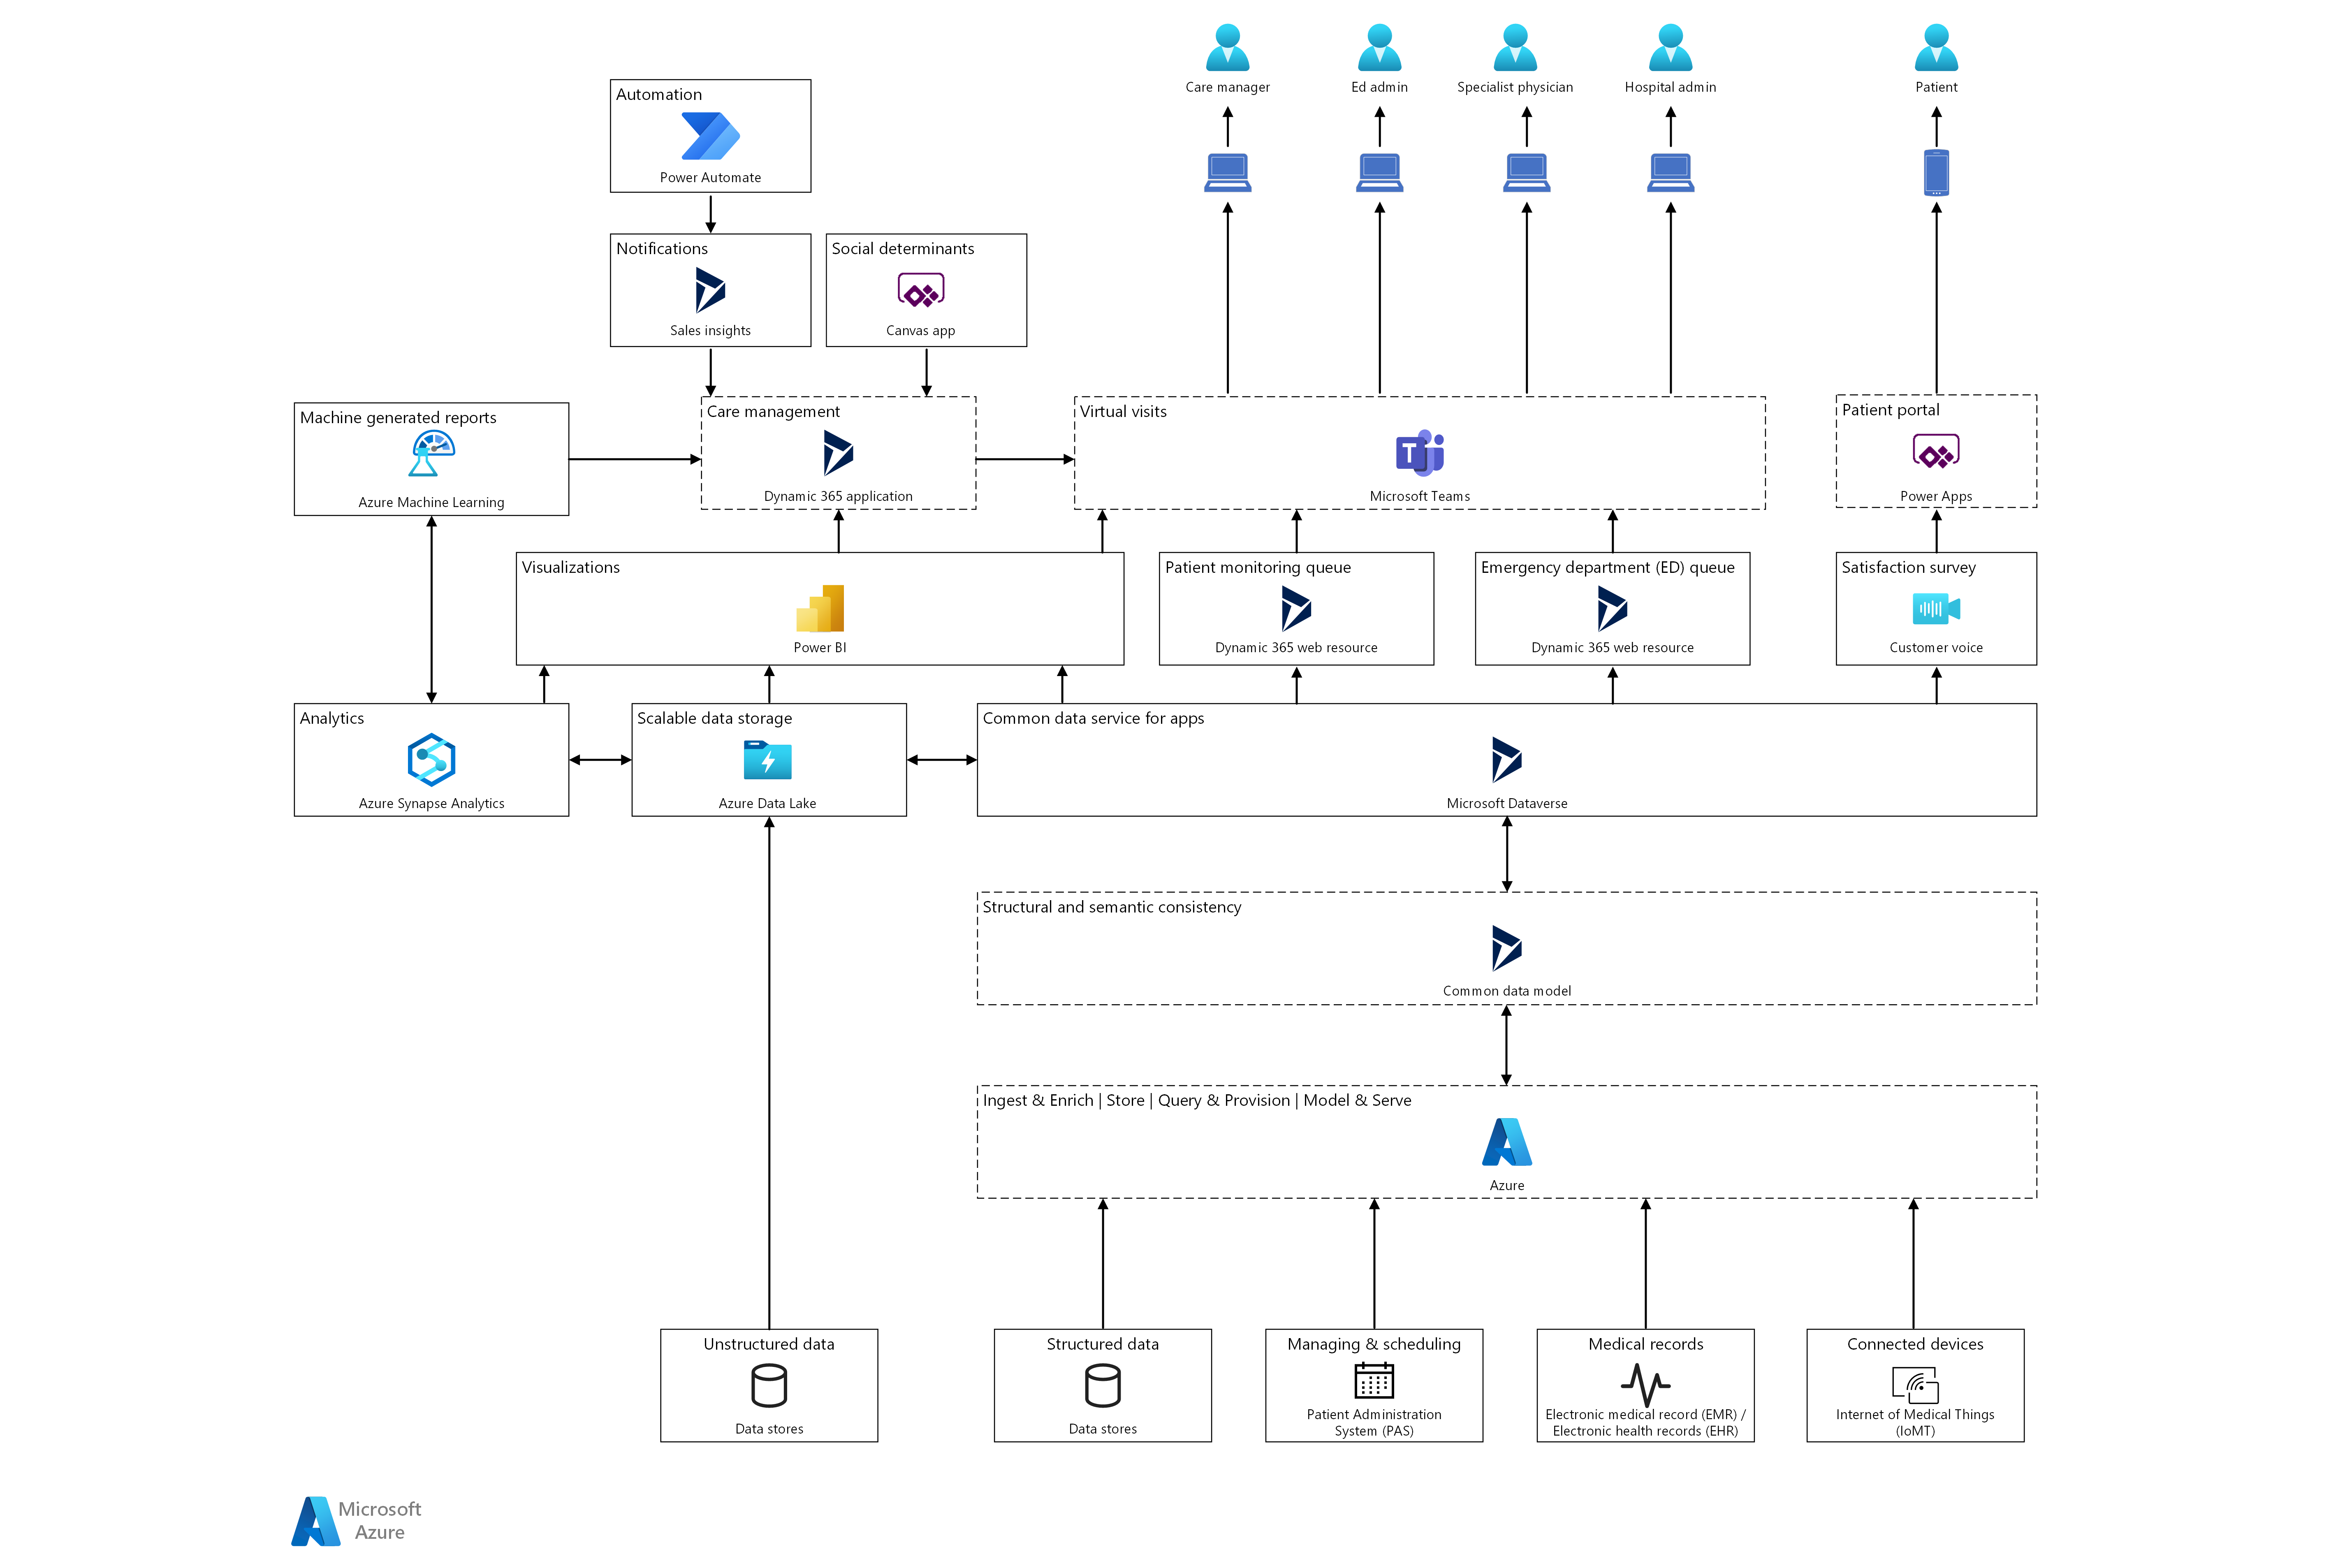 Care manager
Ed admin
Specialist physician
Hospital admin
Patient
Automation
Power Automate
Notifications
Sales insights
Social determinants
Canvas app
Machine generated reports
Azure Machine Learning
Care management
Dynamic 365 application
Virtual visits
Microsoft Teams
Patient portal
Power Apps
Visualizations
Power BI
Patient monitoring queue
Dynamic 365 web resource
Emergency department (ED) queue
Dynamic 365 web resource
Satisfaction survey
Customer voice
Analytics
Azure Synapse Analytics
Scalable data storage
Azure Data Lake
Common data service for apps
Microsoft Dataverse
Structural and semantic consistency
Common data model
Ingest & Enrich | Store | Query & Provision | Model & Serve
Azure
Unstructured data
Data stores
Structured data
Data stores
Managing & scheduling
Patient Administration
System (PAS)
Medical records
Electronic medical record (EMR) /
Electronic health records (EHR)
Connected devices
Internet of Medical Things
(IoMT)
Microsoft
Azure